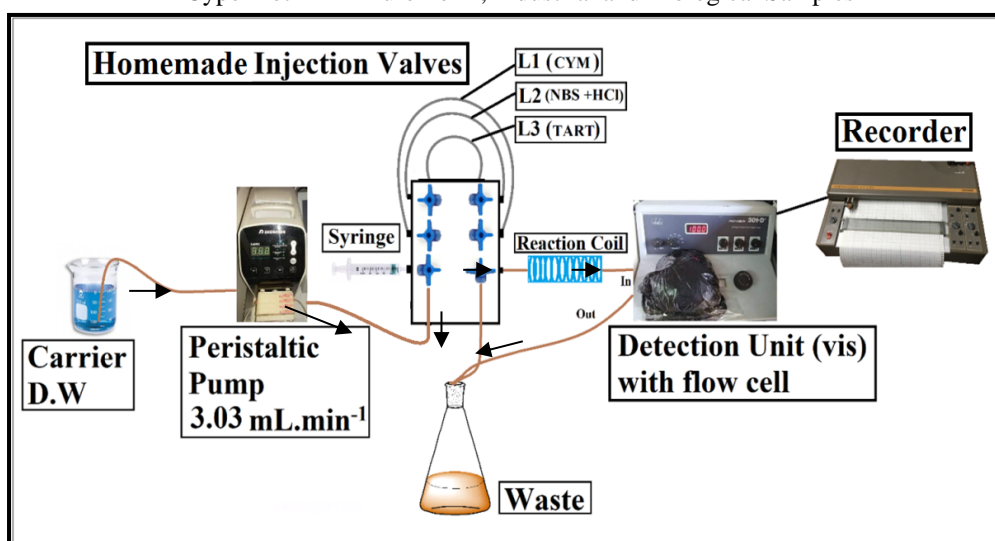 Homemade Injection Valves
L1 (CYM)
L2 (NBS +HCl)
L3 (TART)
Recorder
Syringe
Reaction Coil
In
Out
Carrier
D.W
Peristaltic
Pump
3.03 mL.min-1
Detection Unit (vis)
with flow cell
Waste